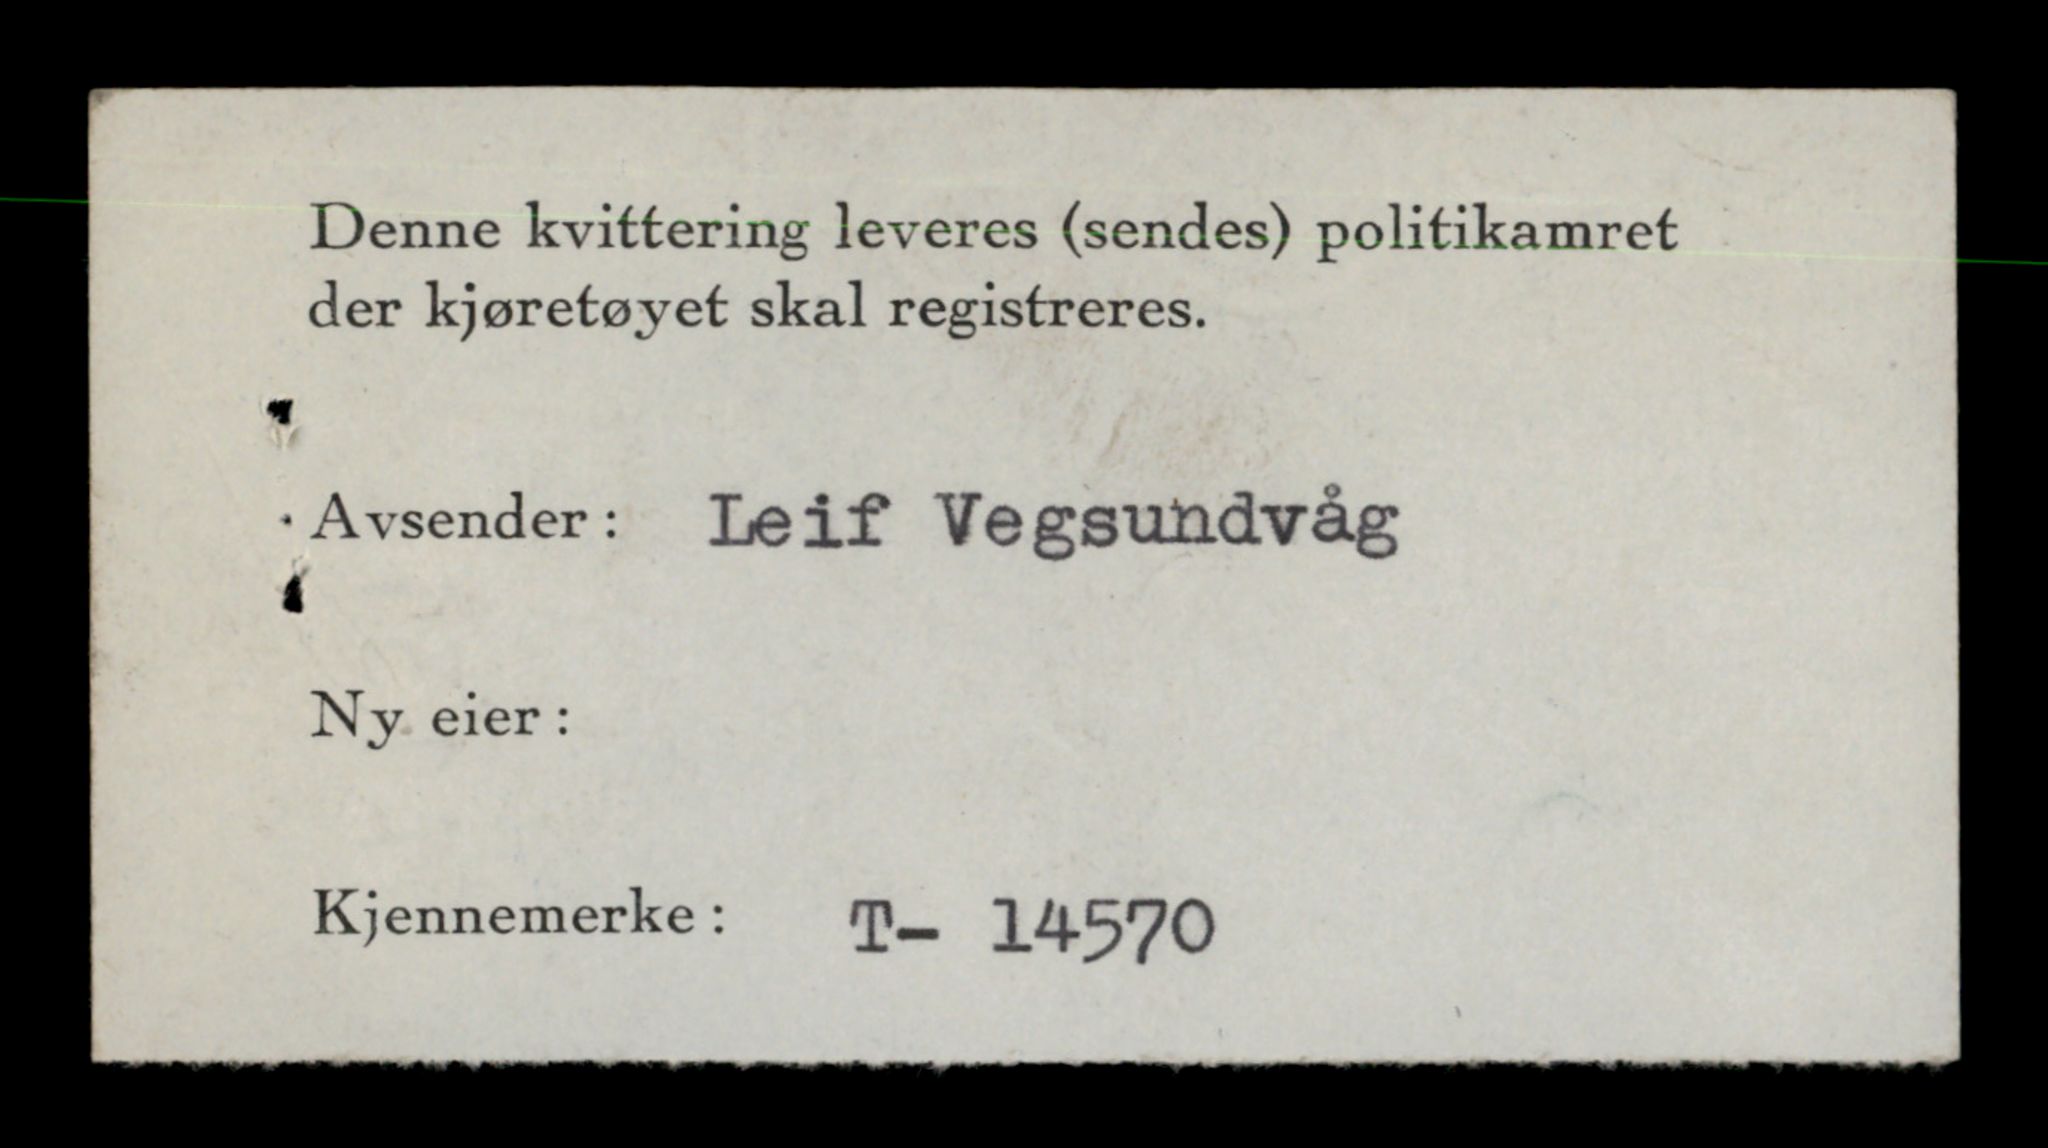 Denne kvittering leveres (sendes) politikamret
der kjøretøyet skal registreres.
Avsender: Leif Vegsundvåg
Ny eier:
Kjennemerke: T- 14570